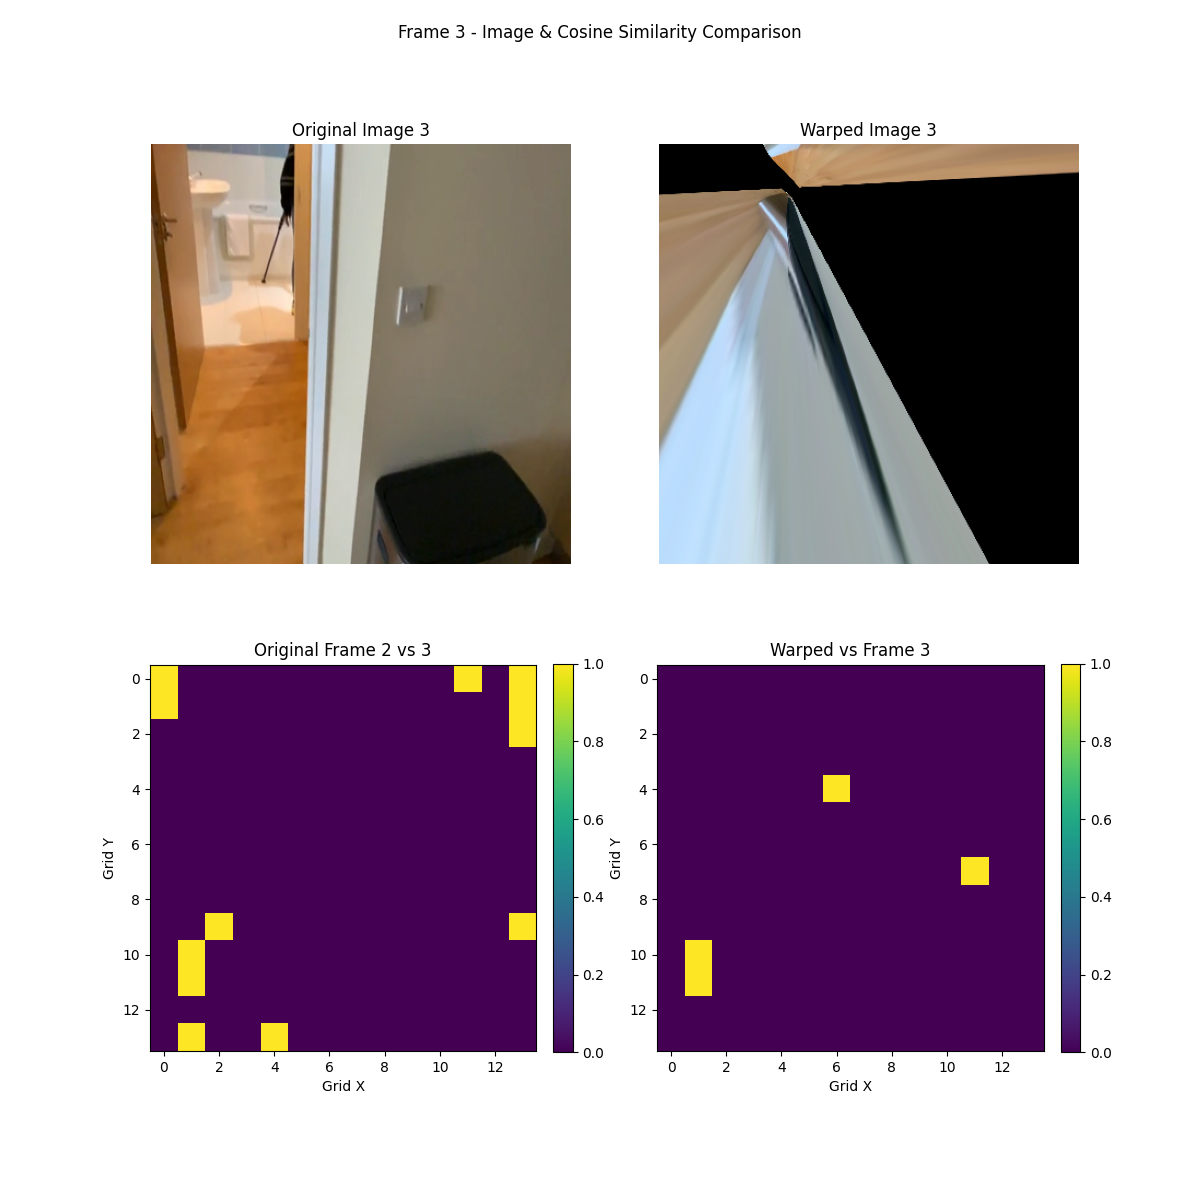 Frame 3 - Image & Cosine Similarity Comparison
Original Image 3
Warped Image 3
Original Frame 2 vs 3
Warped vs Frame 3
0
2
4
6
8
10
12
Grid Y
0 2 4 6 8 10 12
Grid X
1.0
0.8
0.6
0.4
0.2
0.0
0
2
4
6
8
10
12
Grid Y
0 2 4 6 8 10 12
Grid X
1.0
0.8
0.6
0.4
0.2
0.0